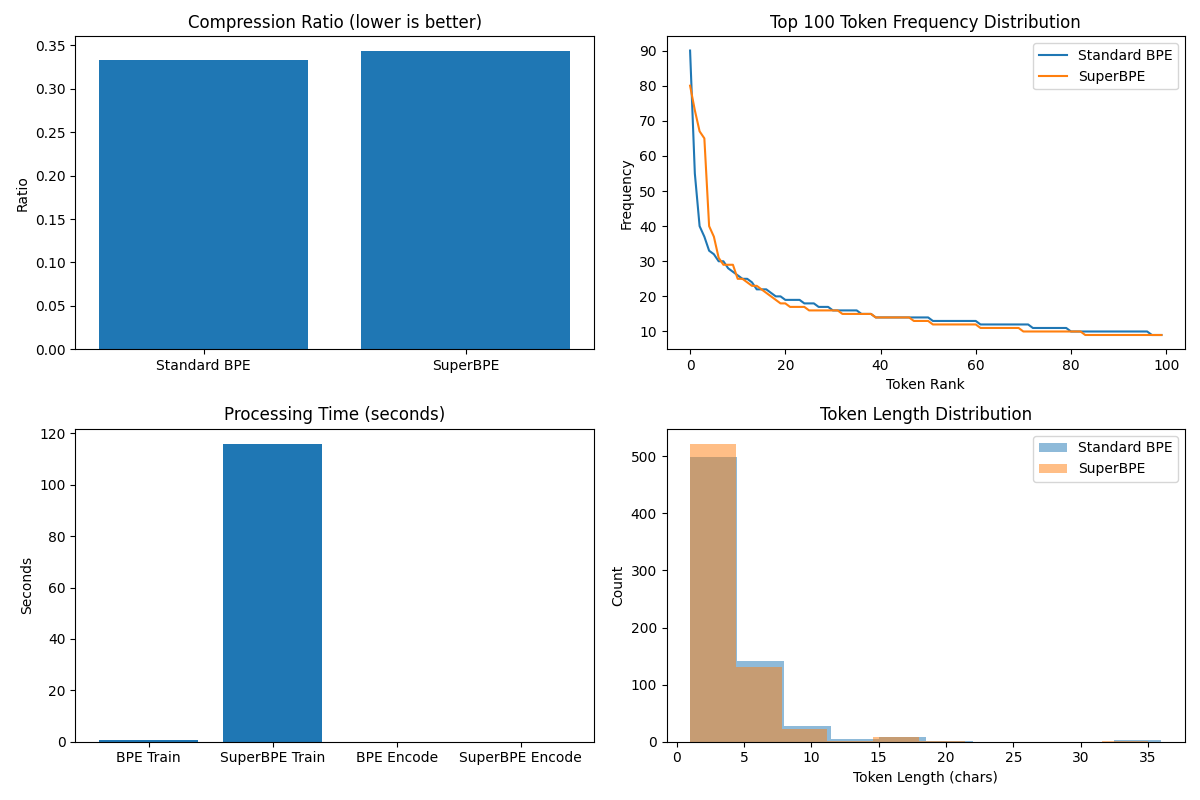 Compression Ratio (lower is better)
Ratio
0.35
0.30
0.25
0.20
0.15
0.10
0.05
0.00
Standard BPE
SuperBPE
Top 100 Token Frequency Distribution
Frequency
90
80
70
60
50
40
30
20
10
Standard BPE
SuperBPE
0 20 40 60 80 100
Token Rank
Processing Time (seconds)
Seconds
120
100
80
60
40
20
0
BPE Train
SuperBPE Train
BPE Encode
SuperBPE Encode
Token Length Distribution
Count
500
400
300
200
100
0
Standard BPE
SuperBPE
0 5 10 15 20 25 30 35
Token Length (chars)